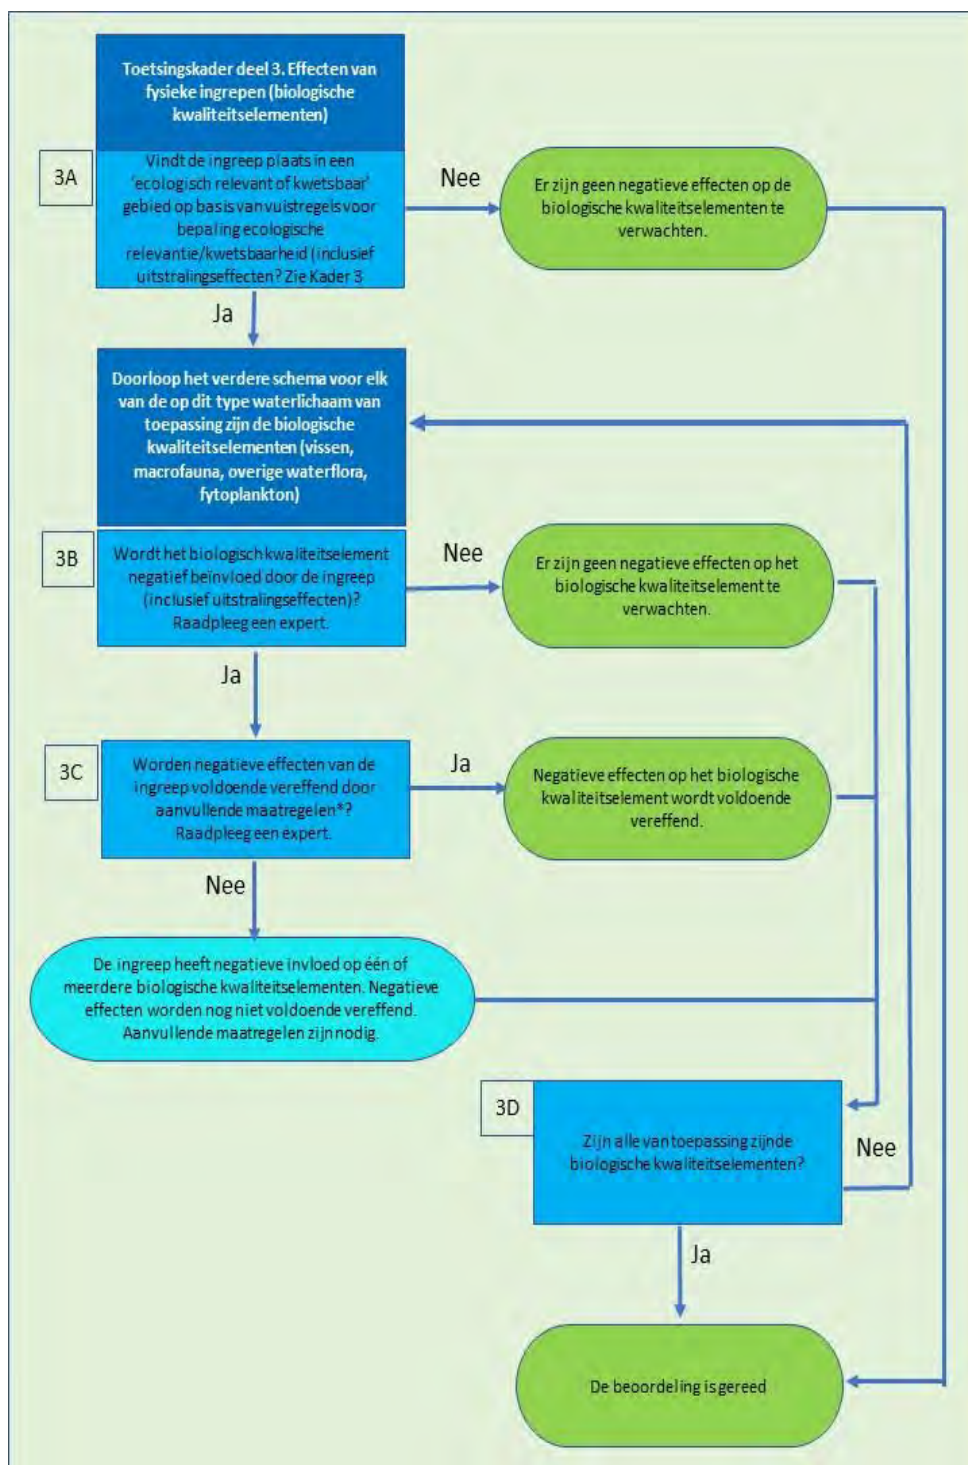 Toetsingskader deel 3. Effecten van
fysieke ingrepen (biologische
kwaliteitselementen)
3A
Vindt de ingreep plaats in een
'ecologisch relevant of kwetsbaar'
gebied op basis van vuistregels voor
bepaling ecologische
relevantie/kwetsbaarheid (inclusief
uitstralingseffecten? Zie Kader 3
Nee
Er zijn geen negatieve effecten op de
biologische kwaliteitselementen te
verwachten.
Ja
Doorloop het verdere schema voor elk
van de op dit type waterlichaam van
toepassing zijn de biologische
kwaliteitselementen (vissen,
macrofauna, overige waterflora,
fytoplankton)
3B
Wordt het biologisch kwaliteitselement
negatief beïnvloed door de ingreep
(inclusief uitstralingseffecten)?
Raadpleeg een expert.
Nee
Er zijn geen negatieve effecten op het
biologische kwaliteitselement te
verwachten.
Ja
3C
Worden negatieve effecten van de
ingreep voldoende vereffend door
aanvullende maatregelen*?
Raadpleeg een expert.
Ja
Negatieve effecten op het biologische
kwaliteitselement wordt voldoende
vereffend.
Nee
De ingreep heeft negatieve invloed op één of
meerdere biologische kwaliteitselementen. Negatieve
effecten worden nog niet voldoende vereffend.
Aanvullende maatregelen zijn nodig.
3D
Zijn alle van toepassing zijnde
biologische kwaliteitselementen?
Nee
Ja
De beoordeling is gereed